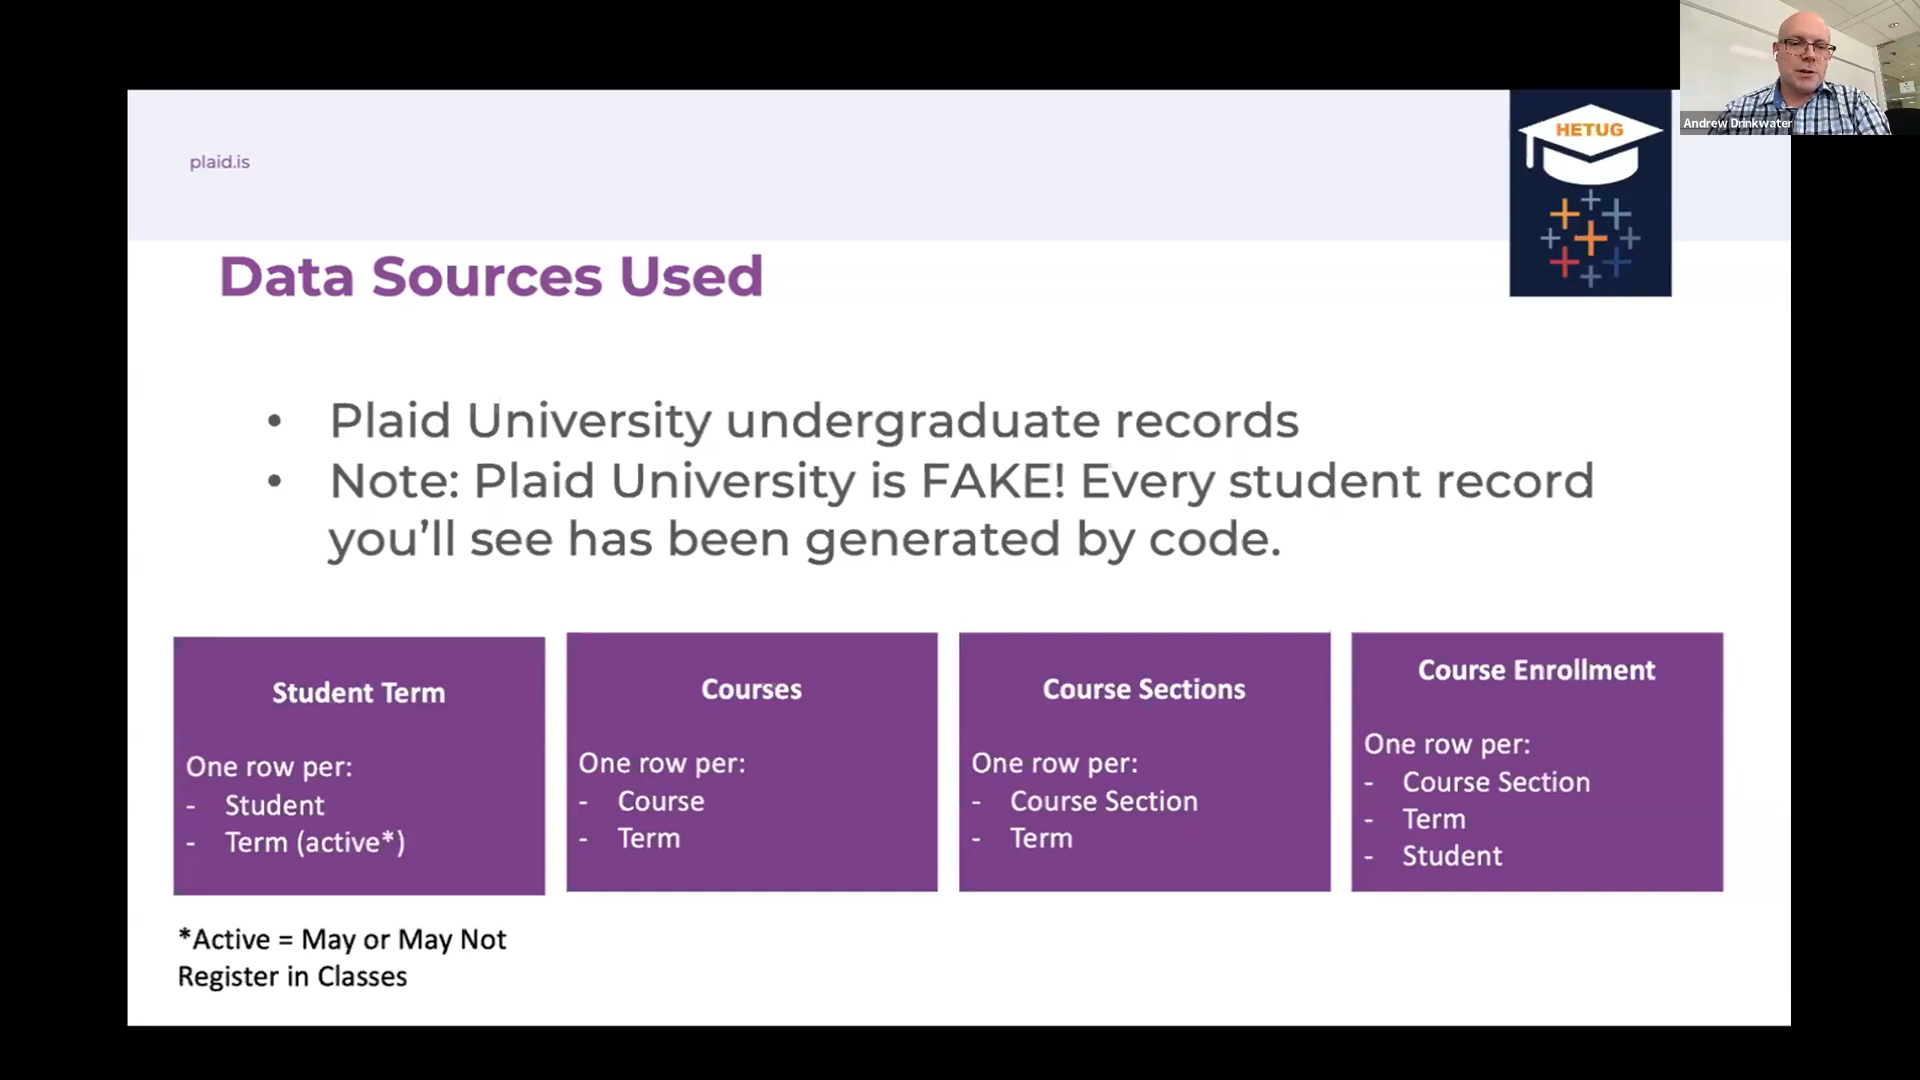 plaid.is
HETUG
Andrew Drinkwater
Data Sources Used
• Plaid University undergraduate records
• Note: Plaid University is FAKE! Every student record
you’ll see has been generated by code.
Student Term
One row per:
- Student
- Term (active*)
Courses
One row per:
- Course
- Term
Course Sections
One row per:
- Course Section
- Term
Course Enrollment
One row per:
- Course Section
- Term
- Student
*Active = May or May Not
Register in Classes